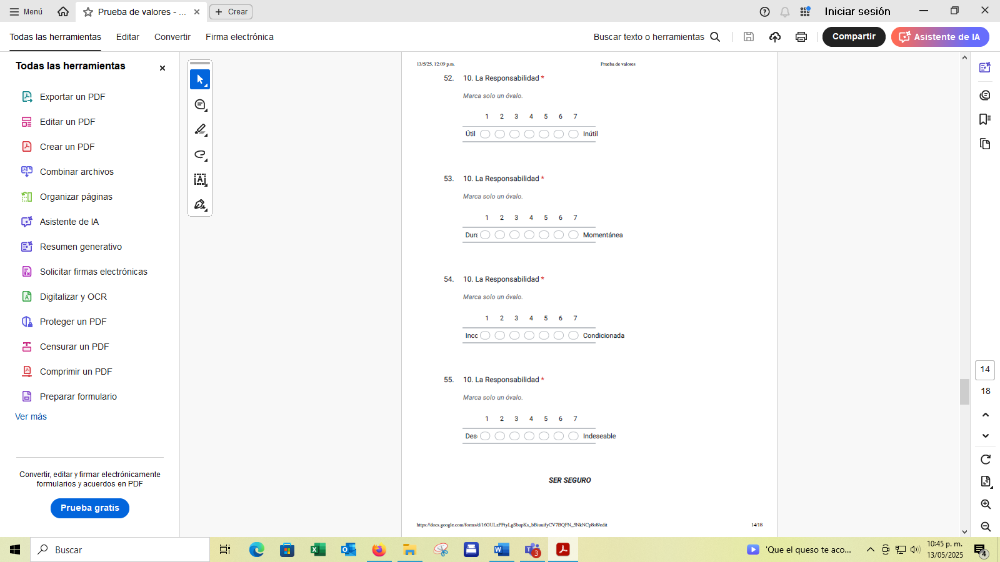 Menú
Prueba de valores - ...
Crear
Iniciar sesión
Todas las herramientas
Editar
Convertir
Firma electrónica
Buscar texto o herramientas
Compartir
Asistente de IA
Todas las herramientas
Exportar un PDF
Editar un PDF
Crear un PDF
Combinar archivos
Organizar páginas
Asistente de IA
Resumen generativo
Solicitar firmas electrónicas
Digitalizar y OCR
Proteger un PDF
Censurar un PDF
Comprimir un PDF
Preparar formulario
Ver más
Convertir, editar y firmar electrónicamente
formularios y acuerdos en PDF
Prueba gratis
13/5/25, 12:09 p.m.
Prueba de valores
52. 10. La Responsabilidad *
Marca solo un óvalo.
1 2 3 4 5 6 7
Útil Inútil
53. 10. La Responsabilidad *
Marca solo un óvalo.
1 2 3 4 5 6 7
Dura Momentánea
54. 10. La Responsabilidad *
Marca solo un óvalo.
1 2 3 4 5 6 7
Inco Condicionada
55. 10. La Responsabilidad *
Marca solo un óvalo.
1 2 3 4 5 6 7
Des Indeseable
SER SEGURO
https://docs.google.com/forms/d/16GULzPFtyLgSbupKs_bBiuuifyCV7BQFN_5NkNCp8o8/edit
14/18
14
18
Buscar
3
'Que el queso te aco...
10:45 p. m.
13/05/2025
4